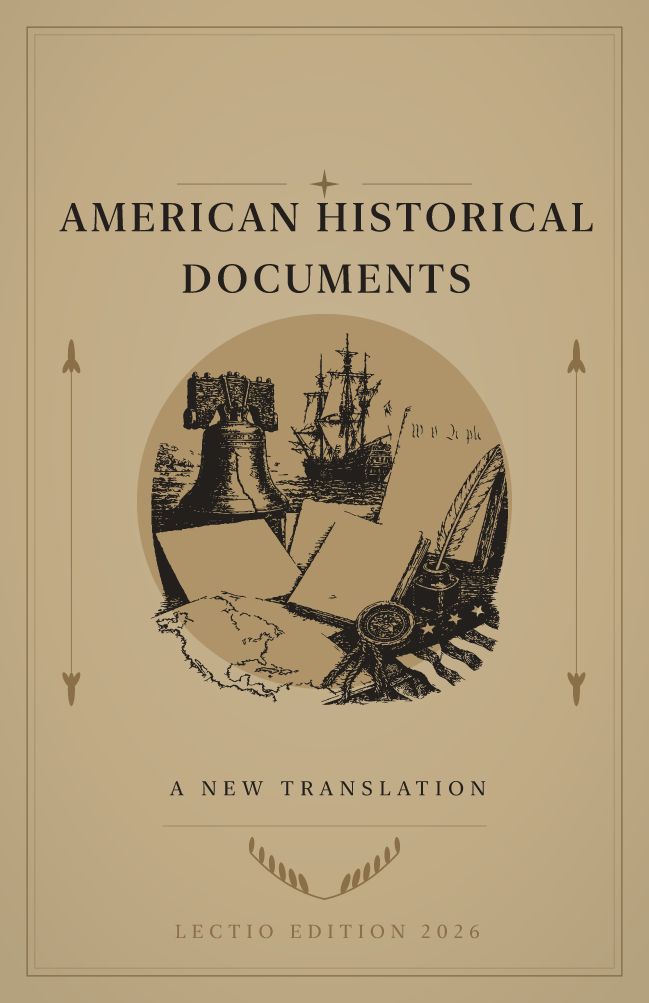 AMERICAN HISTORICAL
DOCUMENTS
A NEW TRANSLATION
LECTIO EDITION 2026